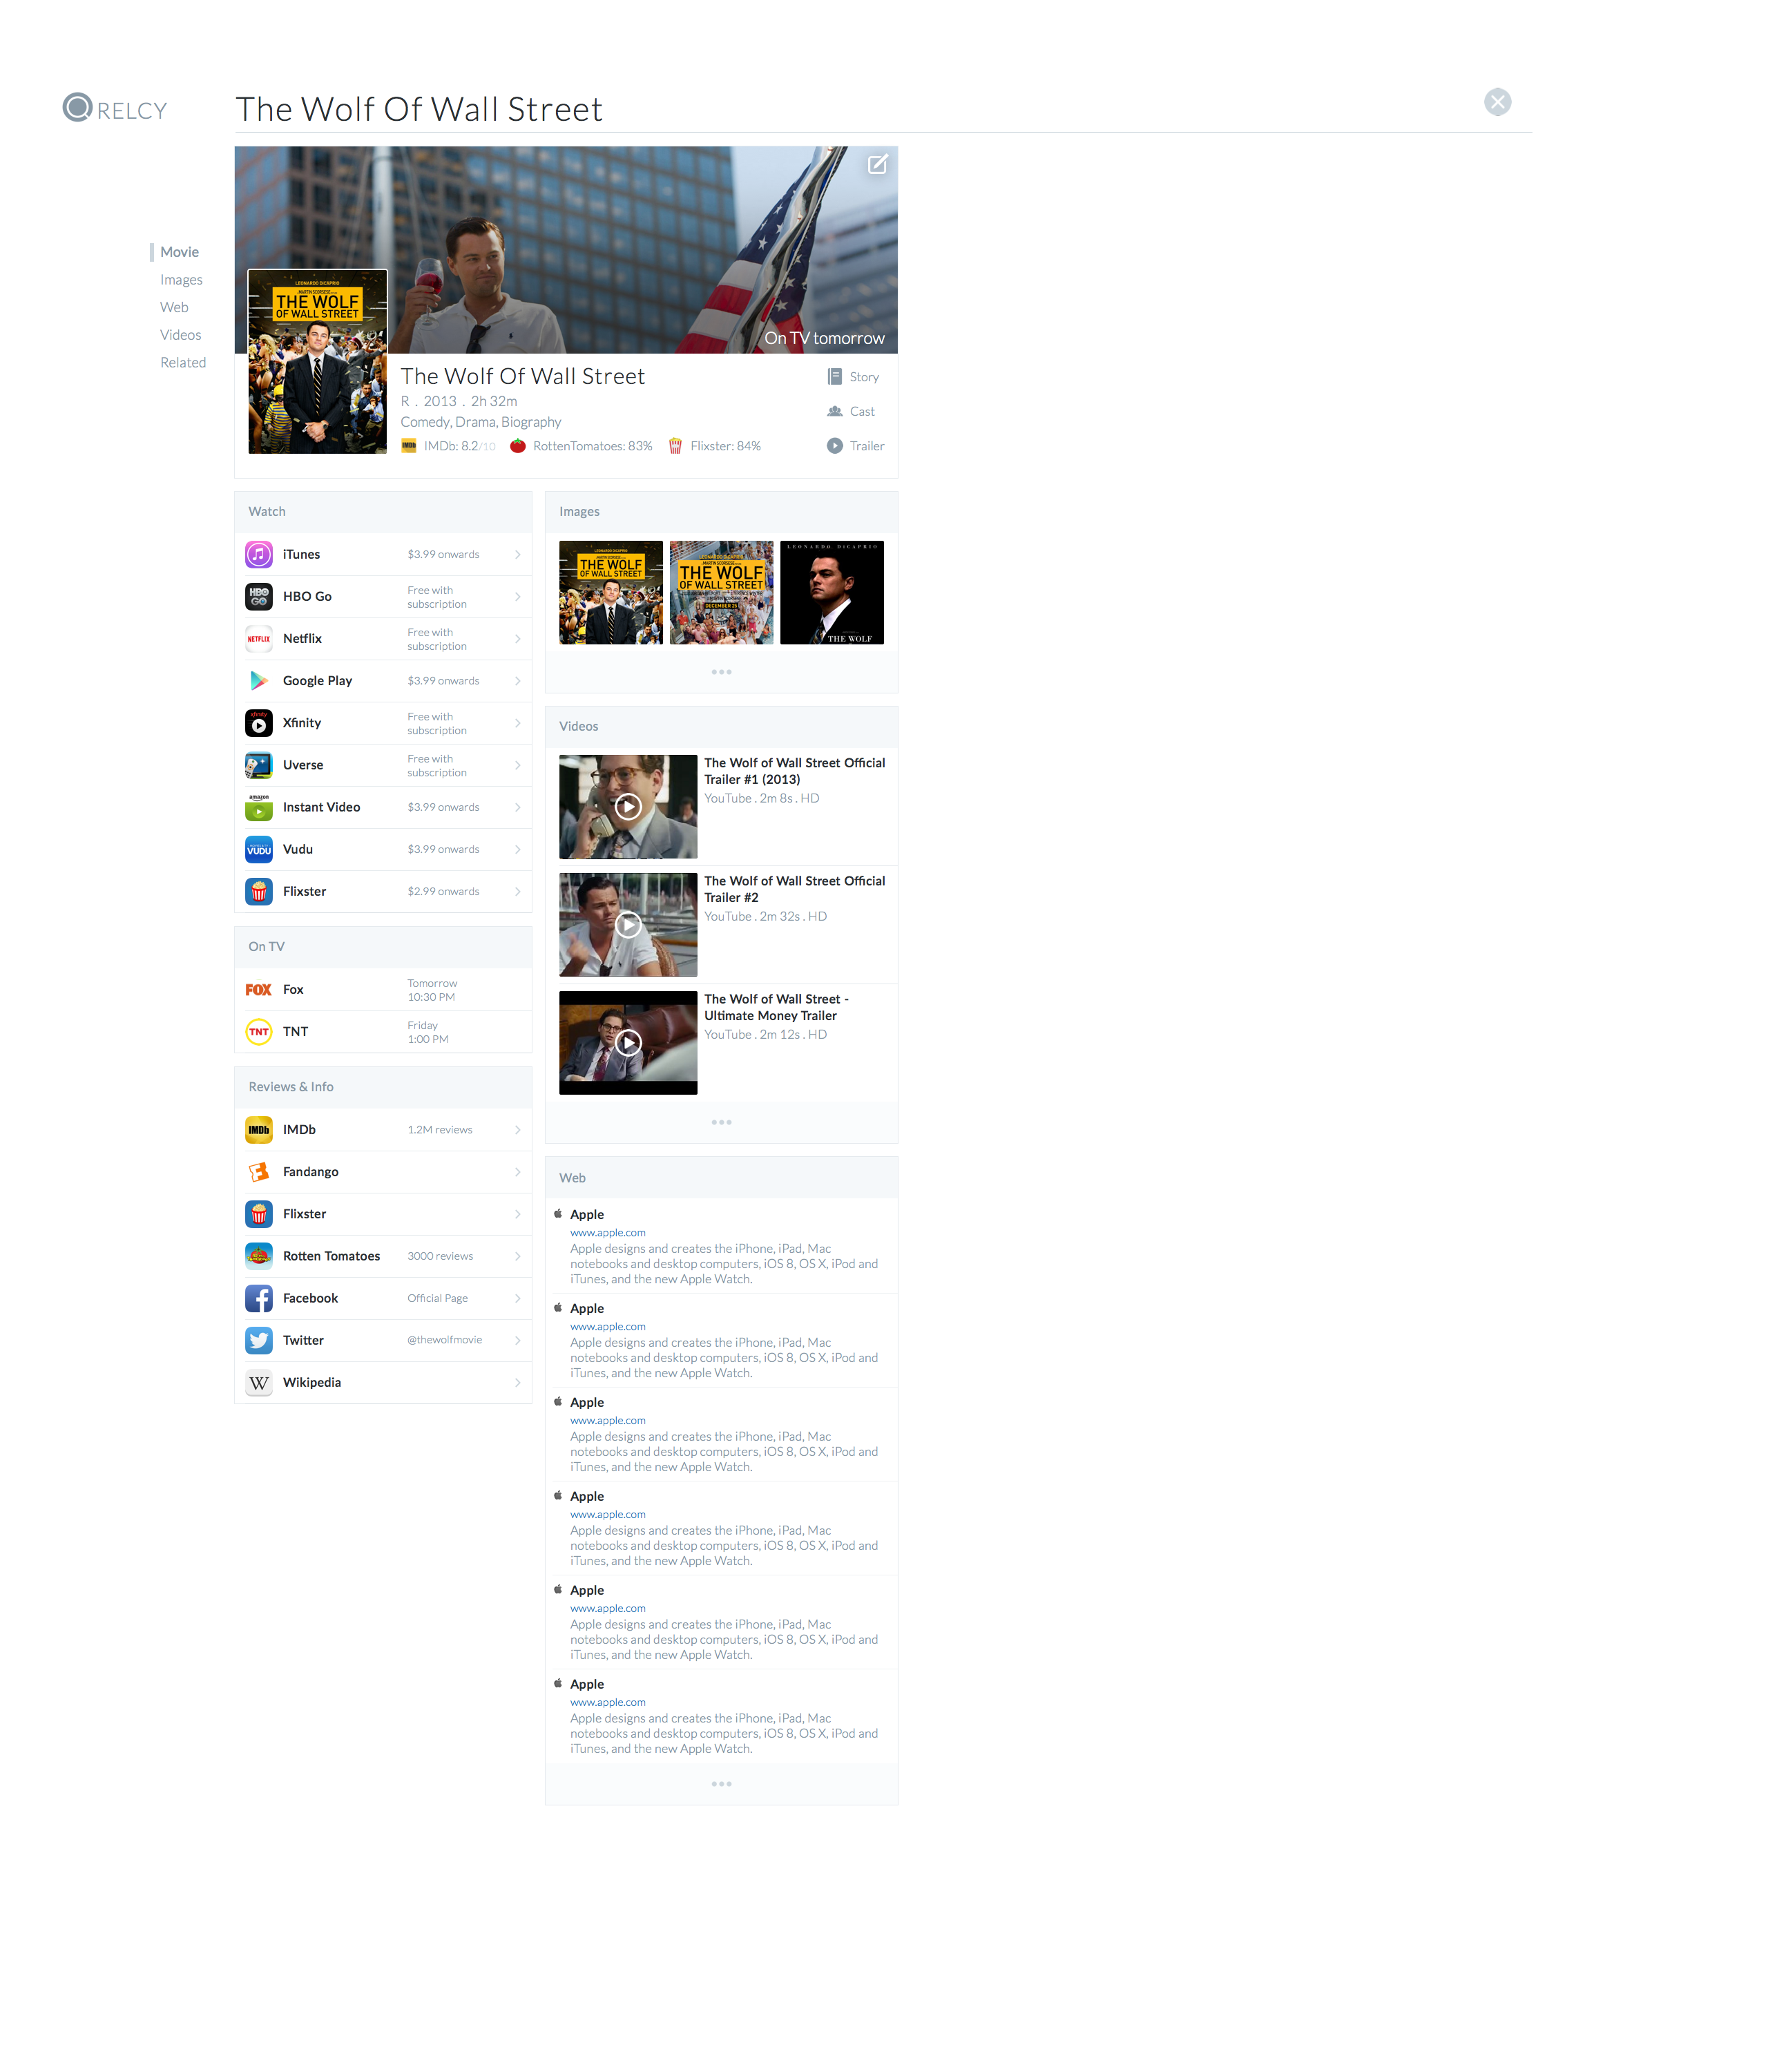 RELCY
The Wolf Of Wall Street
Movie
Images
Web
Videos
Related
On TV tomorrow
LEONARDO DICAPRIO
THE WOLF
OF WALL STREET
The Wolf Of Wall Street
R . 2013 . 2h 32m
Comedy, Drama, Biography
IMDb IMDb: 8.2/10 RottenTomatoes: 83% Flixster: 84%
Story
Cast
Trailer
Watch
iTunes $3.99 onwards
HBO GO HBO Go Free with
subscription
NETFLIX Netflix Free with
subscription
Google Play $3.99 onwards
xfinity Xfinity Free with
subscription
Uverse Free with
subscription
amazon Instant Video $3.99 onwards
VUDU Vudu $3.99 onwards
Flixster $2.99 onwards
On TV
FOX Fox Tomorrow
10:30 PM
TNT TNT Friday
1:00 PM
Reviews & Info
IMDb IMDb 1.2M reviews
Fandango
Flixster
Rotten Tomatoes 3000 reviews
Facebook Official Page
Twitter @thewolfmovie
W Wikipedia
Images
LEONARDO DICAPRIO
THE WOLF
OF WALL STREET
THE WOLF
OF WALL STREET
DECEMBER 25
LEONARDO DICAPRIO
THE WOLF
Videos
The Wolf of Wall Street Official
Trailer #1 (2013)
YouTube . 2m 8s . HD
The Wolf of Wall Street Official
Trailer #2
YouTube . 2m 32s . HD
The Wolf of Wall Street -
Ultimate Money Trailer
YouTube . 2m 12s . HD
Web
Apple
www.apple.com
Apple designs and creates the iPhone, iPad, Mac
notebooks and desktop computers, iOS 8, OS X, iPod and
iTunes, and the new Apple Watch.
Apple
www.apple.com
Apple designs and creates the iPhone, iPad, Mac
notebooks and desktop computers, iOS 8, OS X, iPod and
iTunes, and the new Apple Watch.
Apple
www.apple.com
Apple designs and creates the iPhone, iPad, Mac
notebooks and desktop computers, iOS 8, OS X, iPod and
iTunes, and the new Apple Watch.
Apple
www.apple.com
Apple designs and creates the iPhone, iPad, Mac
notebooks and desktop computers, iOS 8, OS X, iPod and
iTunes, and the new Apple Watch.
Apple
www.apple.com
Apple designs and creates the iPhone, iPad, Mac
notebooks and desktop computers, iOS 8, OS X, iPod and
iTunes, and the new Apple Watch.
Apple
www.apple.com
Apple designs and creates the iPhone, iPad, Mac
notebooks and desktop computers, iOS 8, OS X, iPod and
iTunes, and the new Apple Watch.